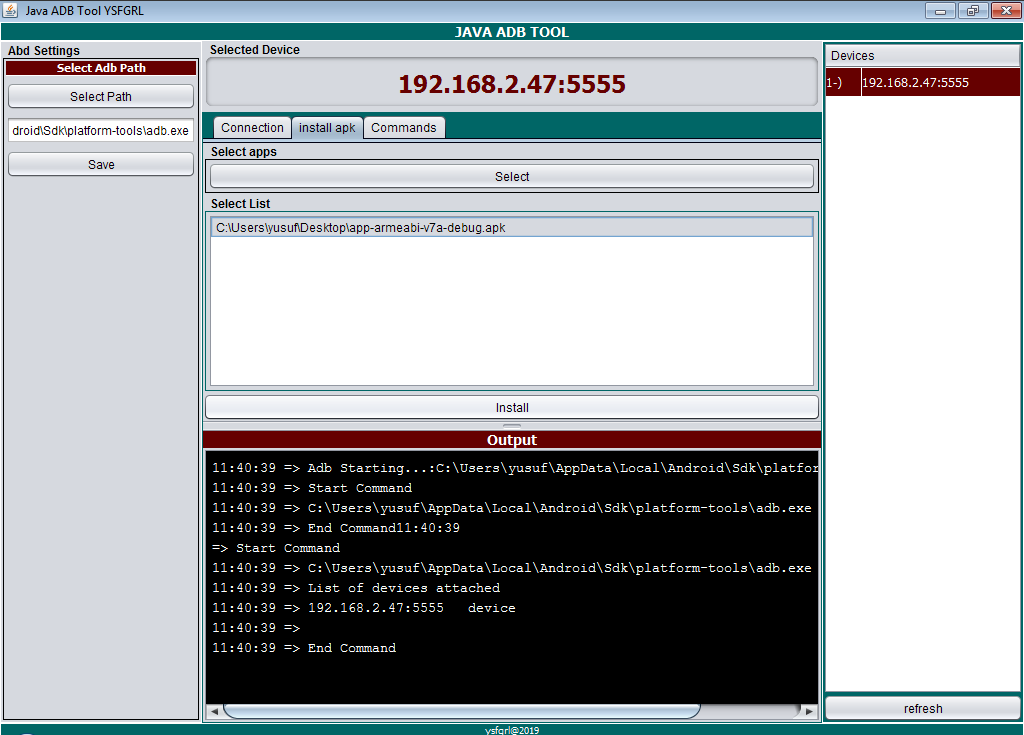 Java ADB Tool YSFGRL
JAVA ADB TOOL
Abd Settings
Select Adb Path
Select Path
droid\Sdk\platform-tools\adb.exe
Save
Selected Device
192.168.2.47:5555
Connection install apk Commands
Select apps
Select
Select List
C:\Users\yusuf\Desktop\app-armeabi-v7a-debug.apk
Install
Output
11:40:39 => Adb Starting...:C:\Users\yusuf\AppData\Local\Android\Sdk\platfor
11:40:39 => Start Command
11:40:39 => C:\Users\yusuf\AppData\Local\Android\Sdk\platform-tools\adb.exe
11:40:39 => End Command11:40:39
=> Start Command
11:40:39 => C:\Users\yusuf\AppData\Local\Android\Sdk\platform-tools\adb.exe
11:40:39 => List of devices attached
11:40:39 => 192.168.2.47:5555 device
11:40:39 =>
11:40:39 => End Command
Devices
1-) 192.168.2.47:5555
refresh
ysfgrl@2019